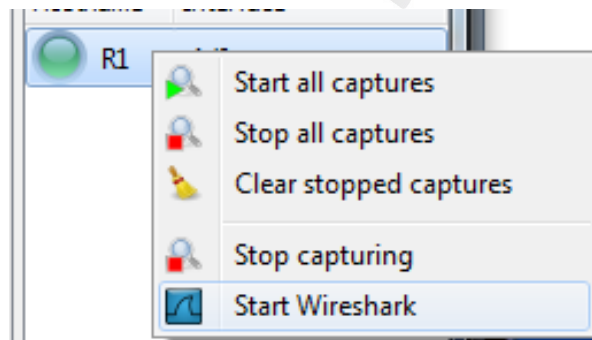 R1
Start all captures
Stop all captures
Clear stopped captures
Stop capturing
Start Wireshark